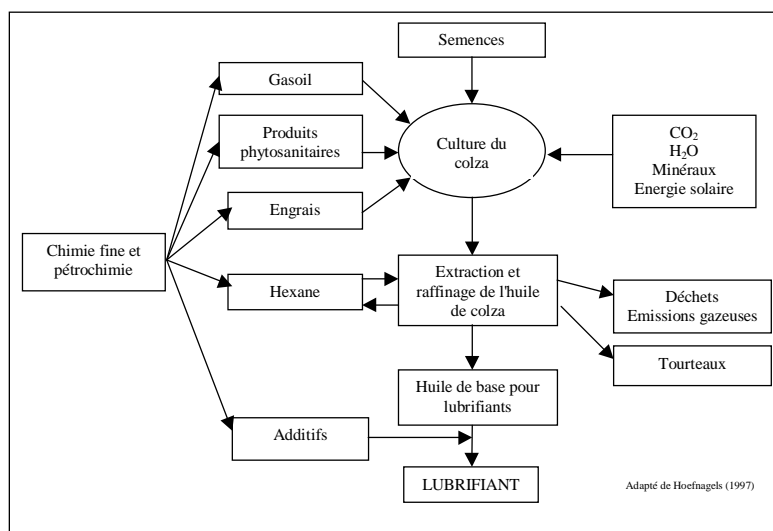 Semences
Gasoil
Produits
phytosanitaires
Culture du
colza
CO₂
H₂O
Minéraux
Energie solaire
Engrais
Chimie fine et
pétrochimie
Hexane
Extraction et
raffinage de l'huile
de colza
Déchets
Emissions gazeuses
Tourteaux
Huile de base pour
lubrifiants
Additifs
LUBRIFIANT
Adapté de Hoefnagels (1997)